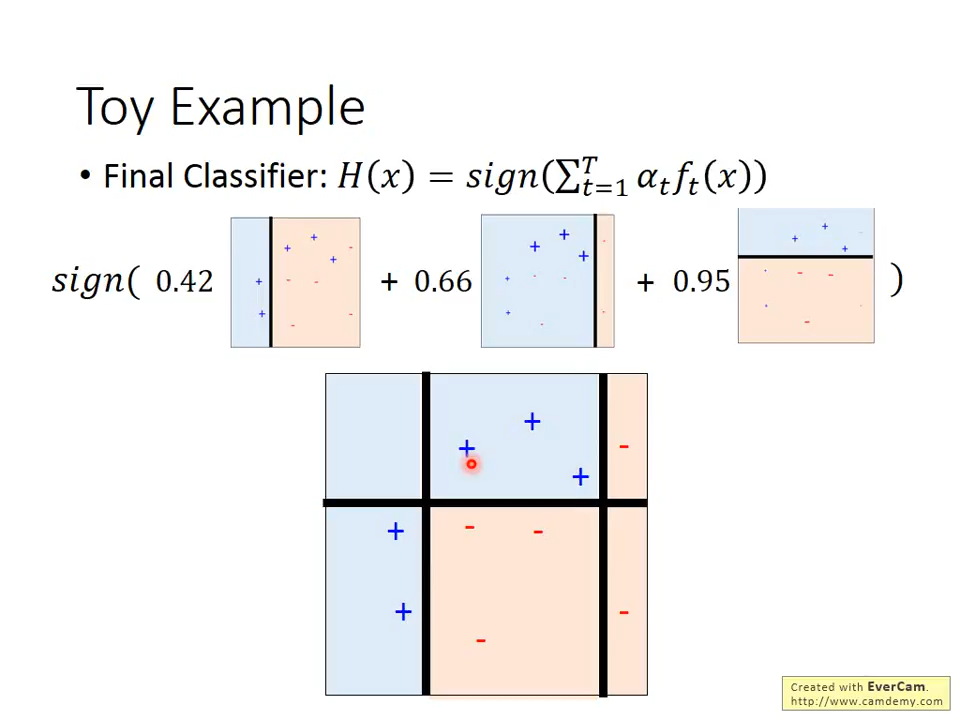 Toy Example
• Final Classifier: H(x) = sign(∑_{t=1}^{T} α_t f_t(x))
sign( 0.42 + 0.66 + 0.95 )
Created with EverCam.
http://www.camdemy.com